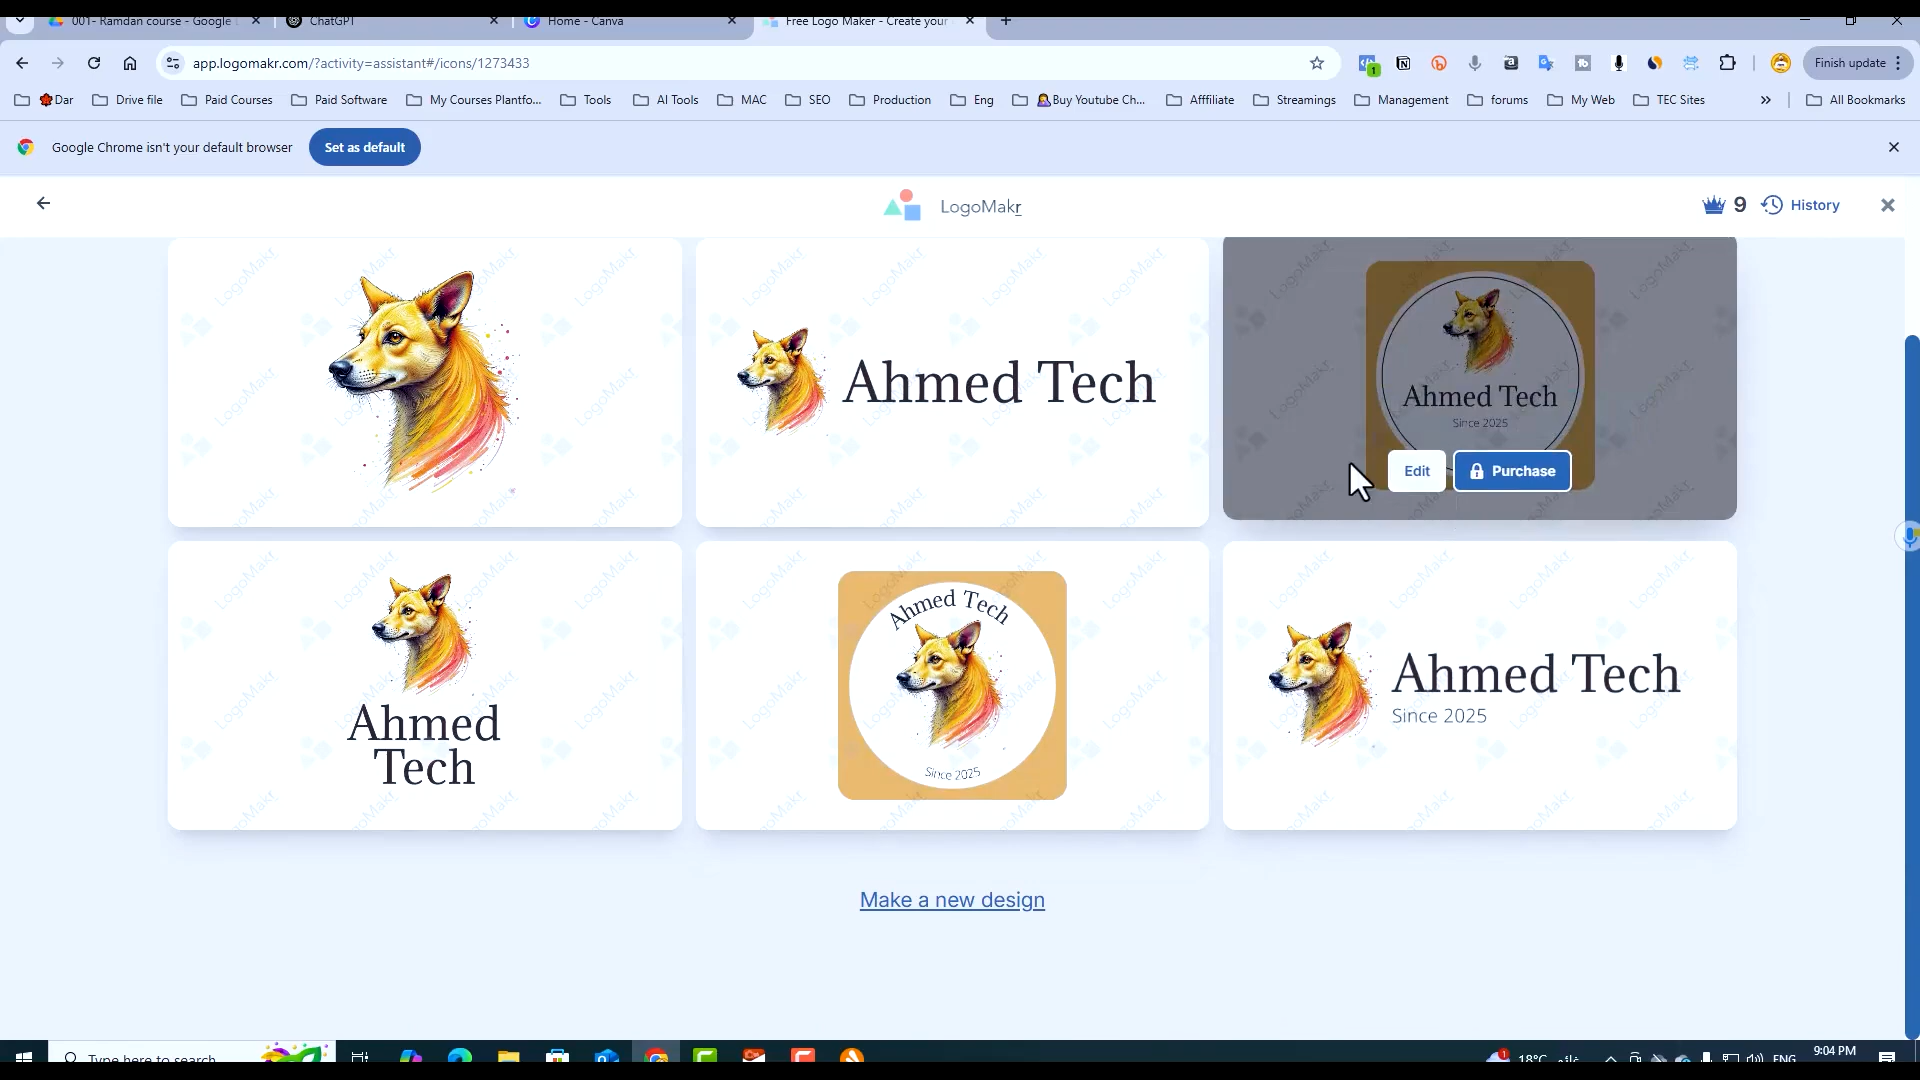 001- Ramdan course - Google
ChatGPT
Home - Canva
Free Logo Maker - Create your
app.logomakr.com/?activity=assistant#/icons/1273433
1
Finish update
Dar
Drive file
Paid Courses
Paid Software
My Courses Plantfo...
Tools
AI Tools
MAC
SEO
Production
Eng
Buy Youtube Ch...
Afffiliate
Streamings
Management
forums
My Web
TEC Sites
All Bookmarks
Google Chrome isn't your default browser
Set as default
LogoMakr
9
History
Ahmed Tech
Ahmed Tech
Since 2025
Edit
Purchase
Ahmed
Tech
Ahmed Tech
Since 2025
Ahmed Tech
Since 2025
Make a new design
Type here to search
1
18°C
ENG
9:04 PM